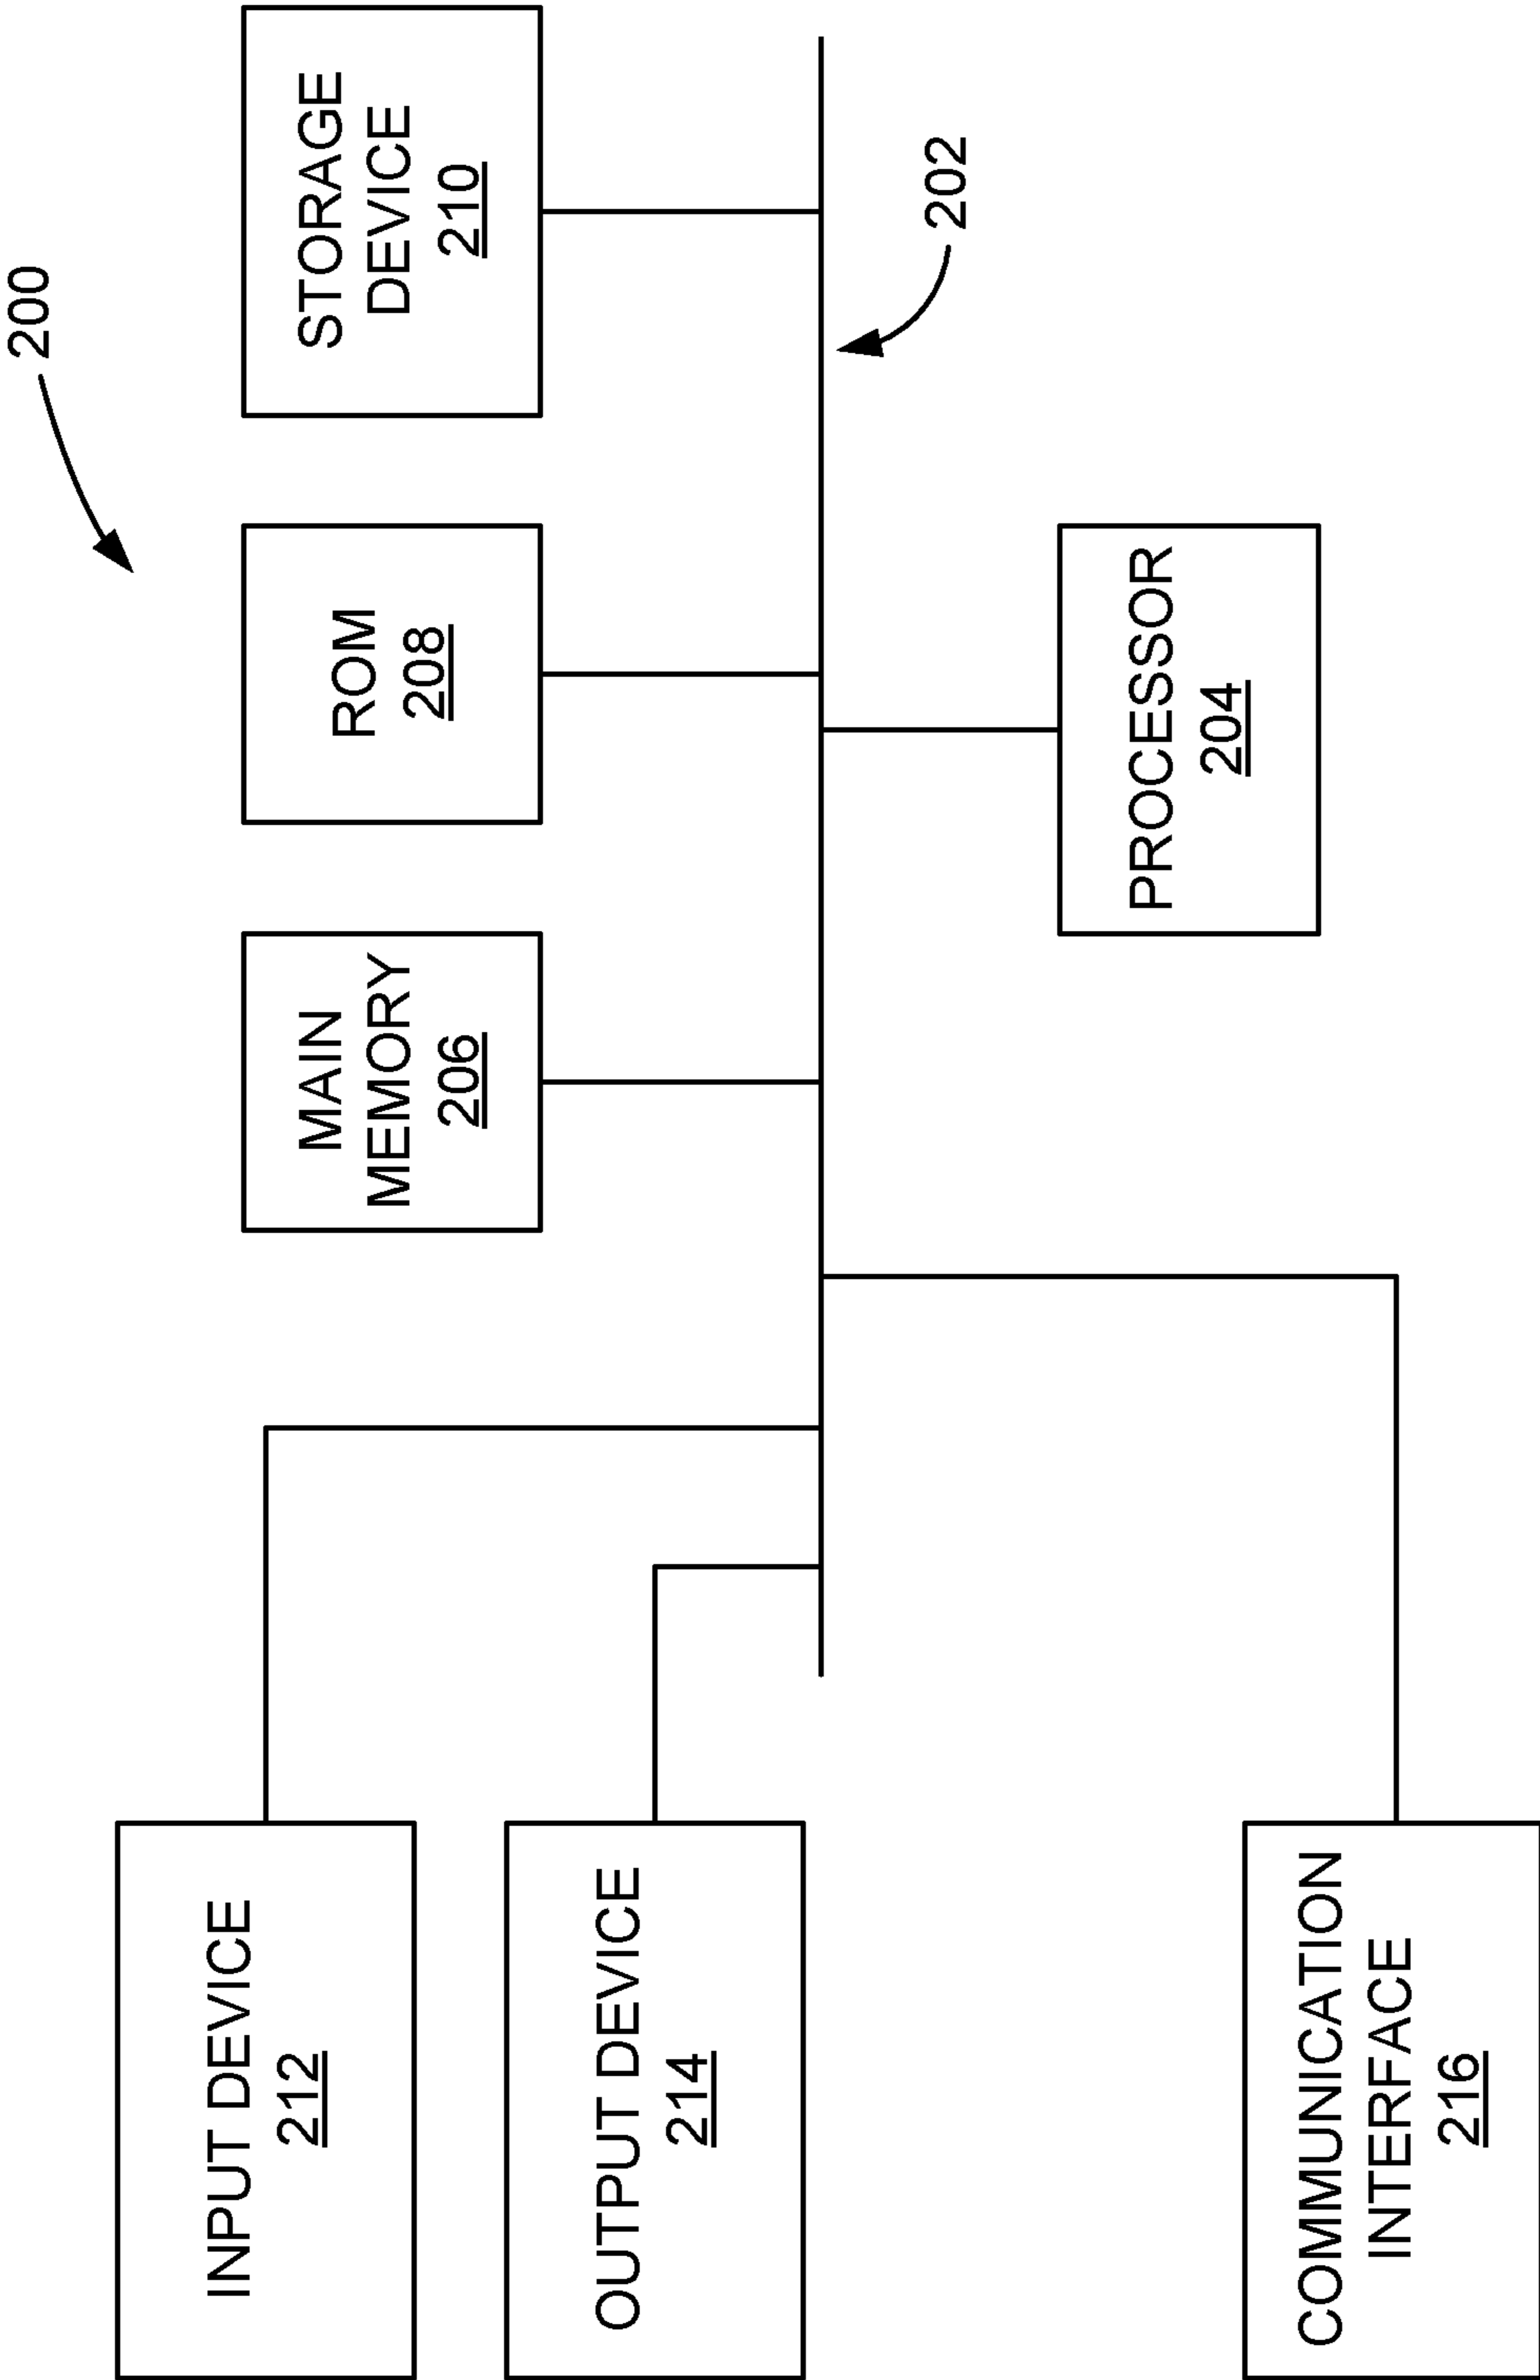 200
INPUT DEVICE
212
MAIN
MEMORY
206
ROM
208
STORAGE
DEVICE
210
OUTPUT DEVICE
214
202
PROCESSOR
204
COMMUNICATION
INTERFACE
216